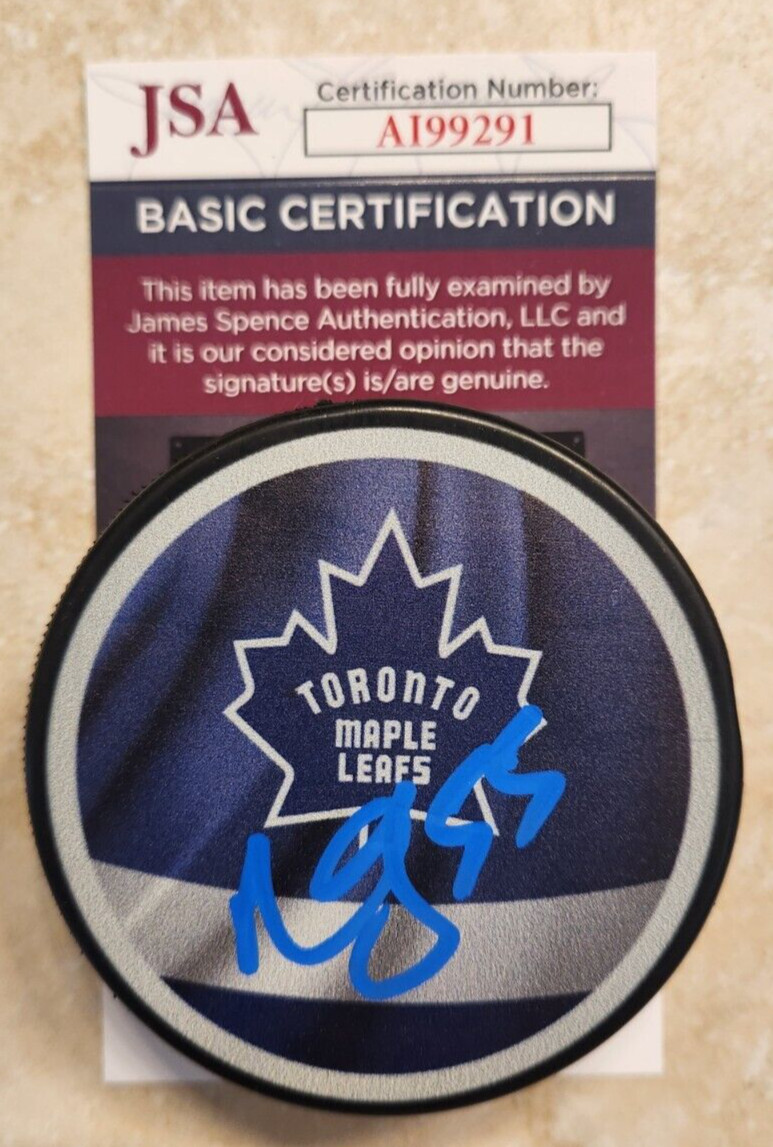 JSA
Certification Number:
AI99291
BASIC CERTIFICATION
This item has been fully examined by
James Spence Authentication, LLC and
it is our considered opinion that the
signature(s) is/are genuine.
TORONTO
MAPLE
LEAFS